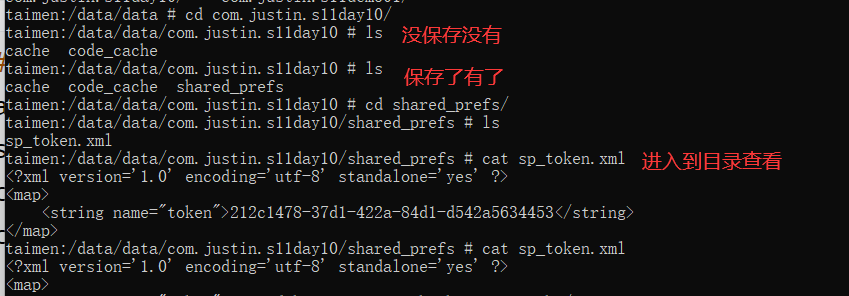 taimen:/data/data # cd com.justin.s11day10/
taimen:/data/data/com.justin.s11day10 # ls
没保存没有
cache code_cache
taimen:/data/data/com.justin.s11day10 # ls
保存了有了
cache code_cache shared_prefs
taimen:/data/data/com.justin.s11day10 # cd shared_prefs/
taimen:/data/data/com.justin.s11day10/shared_prefs # ls
sp_token.xml
taimen:/data/data/com.justin.s11day10/shared_prefs # cat sp_token.xml
进入到目录查看
<?xml version='1.0' encoding='utf-8' standalone='yes' ?>
<map>
<string name="token">212c1478-37d1-422a-84d1-d542a5634453</string>
</map>
taimen:/data/data/com.justin.s11day10/shared_prefs # cat sp_token.xml
<?xml version='1.0' encoding='utf-8' standalone='yes' ?>
<map>